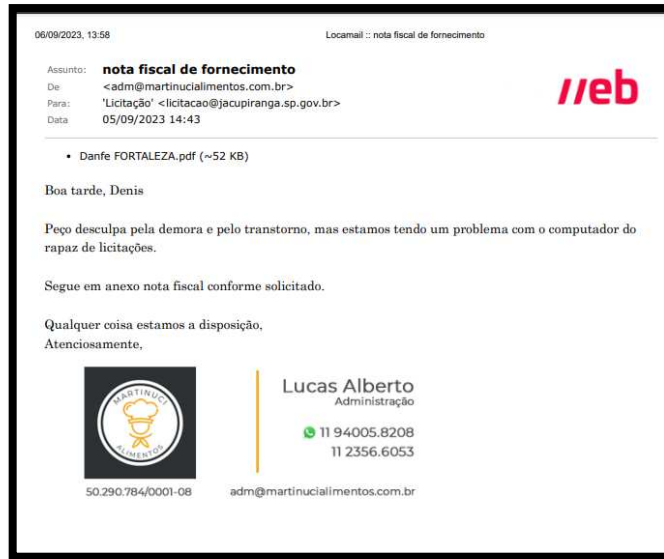 06/09/2023, 13:58 Locamail :: nota fiscal de fornecimento
Assunto: nota fiscal de fornecimento
De <adm@martinucialimentos.com.br>
Para: 'Licitação' <licitacao@jacupiranga.sp.gov.br>
Data 05/09/2023 14:43
web
• Danfe FORTALEZA.pdf (~52 KB)
Boa tarde, Denis
Peço desculpa pela demora e pelo transtorno, mas estamos tendo um problema com o computador do
rapaz de licitações.
Segue em anexo nota fiscal conforme solicitado.
Qualquer coisa estamos a disposição,
Atenciosamente,
MARTINUCI
ALIMENTOS
50.290.784/0001-08
Lucas Alberto
Administração
11 94005.8208
11 2356.6053
adm@martinucialimentos.com.br